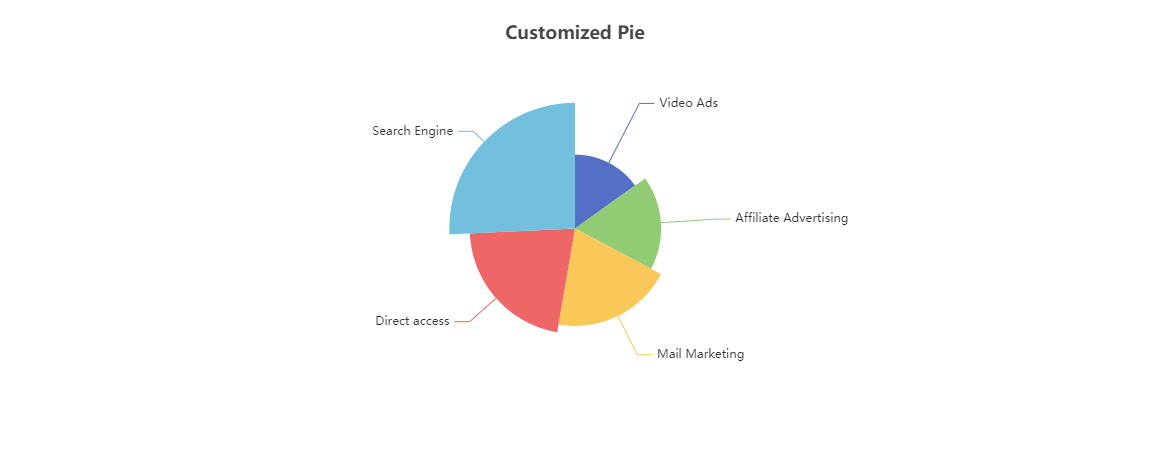 Customized Pie
Video Ads
Search Engine
Affiliate Advertising
Direct access
Mail Marketing